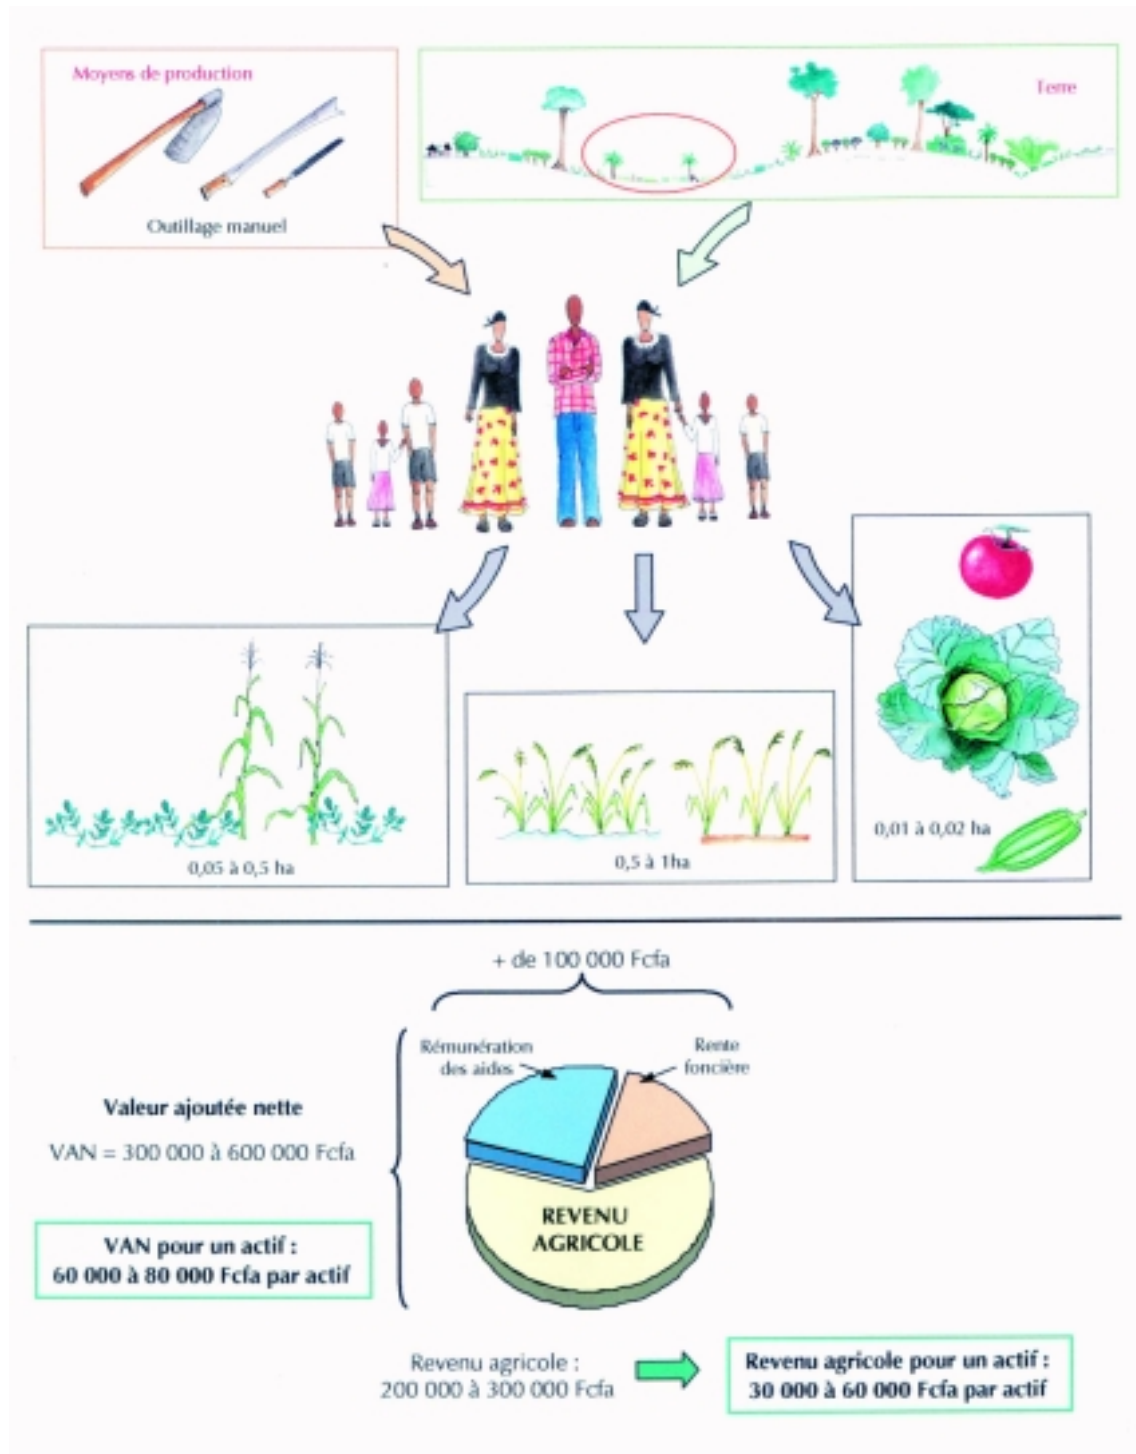 Moyens de production
Outillage manuel
Terre
0,05 à 0,5 ha
0,5 à 1ha
0,01 à 0,02 ha
+ de 100 000 Fcfa
Rémunération
des aides
Rente
foncière
Valeur ajoutée nette
VAN = 300 000 à 600 000 Fcfa
REVENU
AGRICOLE
VAN pour un actif :
60 000 à 80 000 Fcfa par actif
Revenu agricole :
200 000 à 300 000 Fcfa
Revenu agricole pour un actif :
30 000 à 60 000 Fcfa par actif